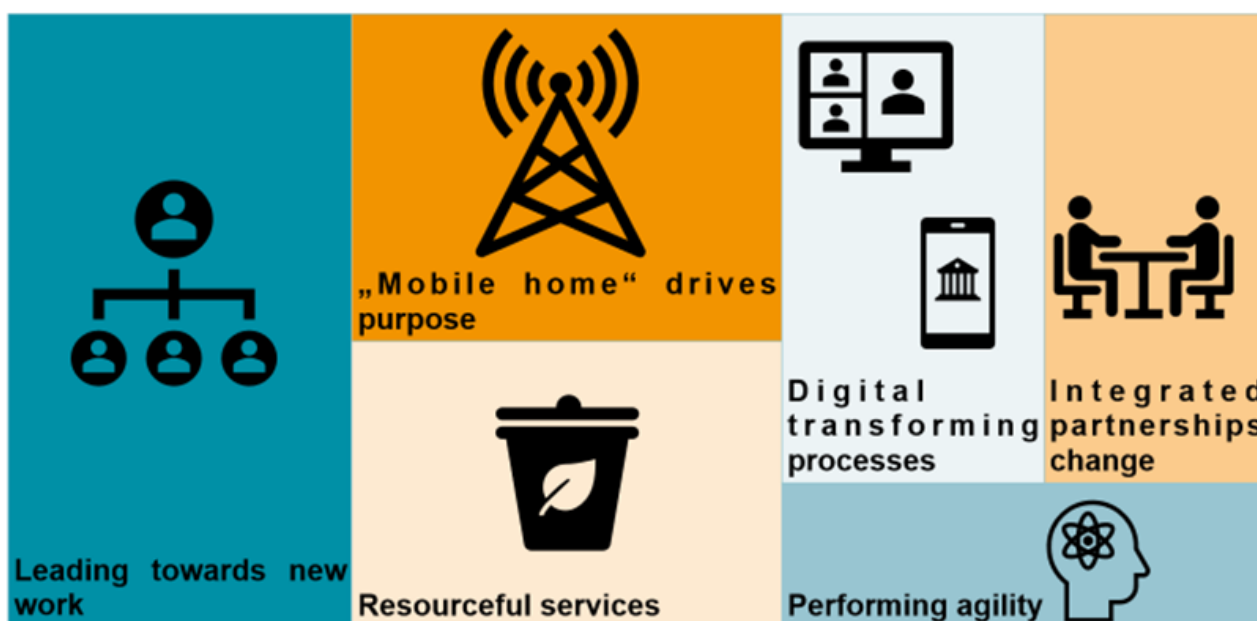 Leading towards new
work
„Mobile home“ drives
purpose
Resourceful services
Digital
transforming
processes
Integrated
partnerships
change
Performing agility